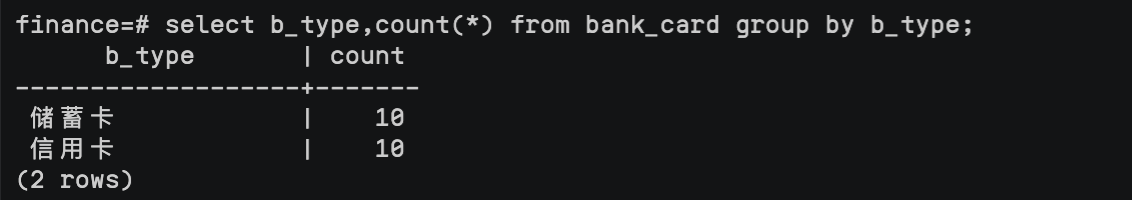 finance=# select b_type,count(*) from bank_card group by b_type;
      b_type       | count
-------------------+-------
 储蓄卡             |    10
 信用卡             |    10
(2 rows)